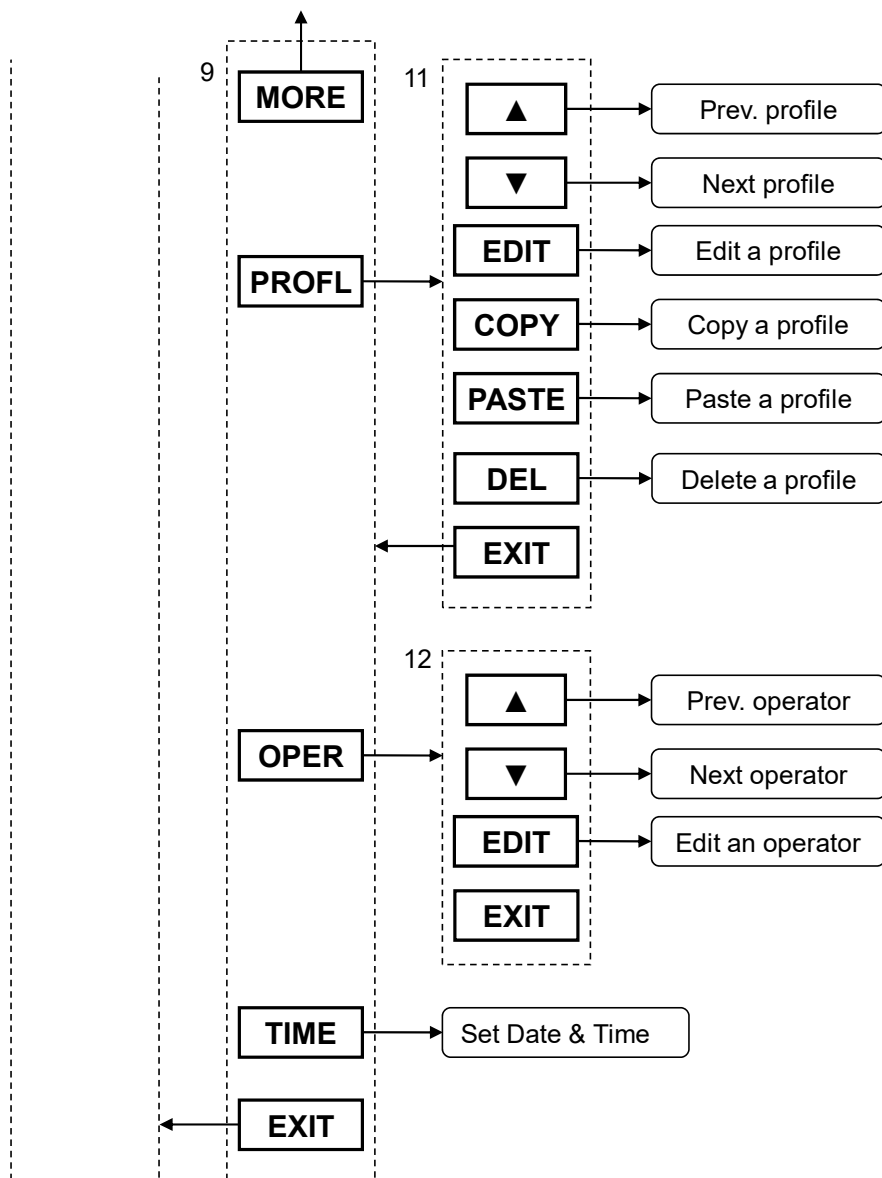 9
MORE
11
▲
Prev. profile
▼
Next profile
EDIT
Edit a profile
PROFL
COPY
Copy a profile
PASTE
Paste a profile
DEL
Delete a profile
EXIT
12
▲
Prev. operator
OPER
▼
Next operator
EDIT
Edit an operator
EXIT
TIME
Set Date & Time
EXIT